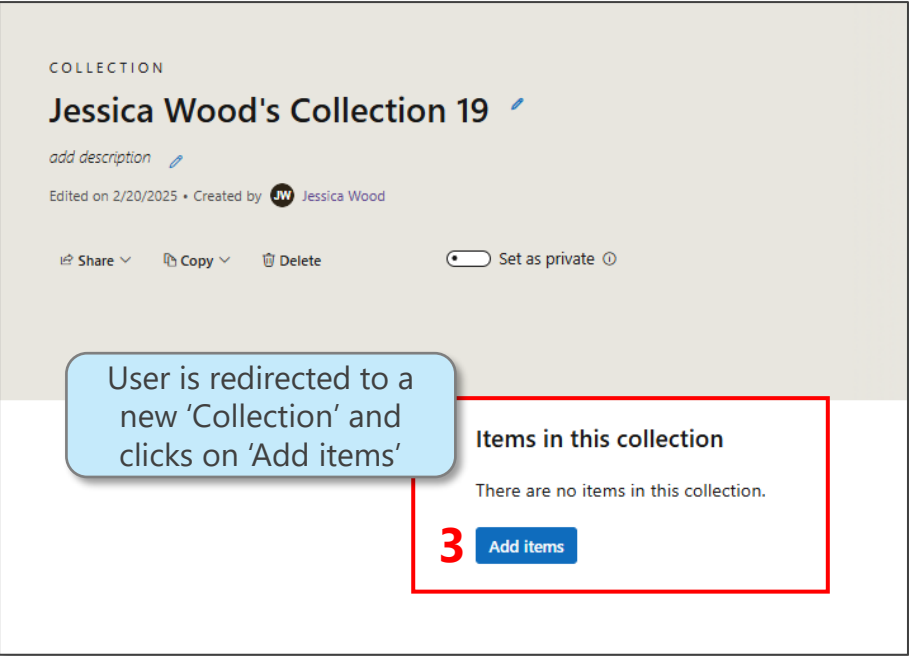 COLLECTION
Jessica Wood's Collection 19
add description
Edited on 2/20/2025 • Created by JW Jessica Wood
Share Copy Delete Set as private
User is redirected to a
new ‘Collection’ and
clicks on ‘Add items’
Items in this collection
There are no items in this collection.
3 Add items